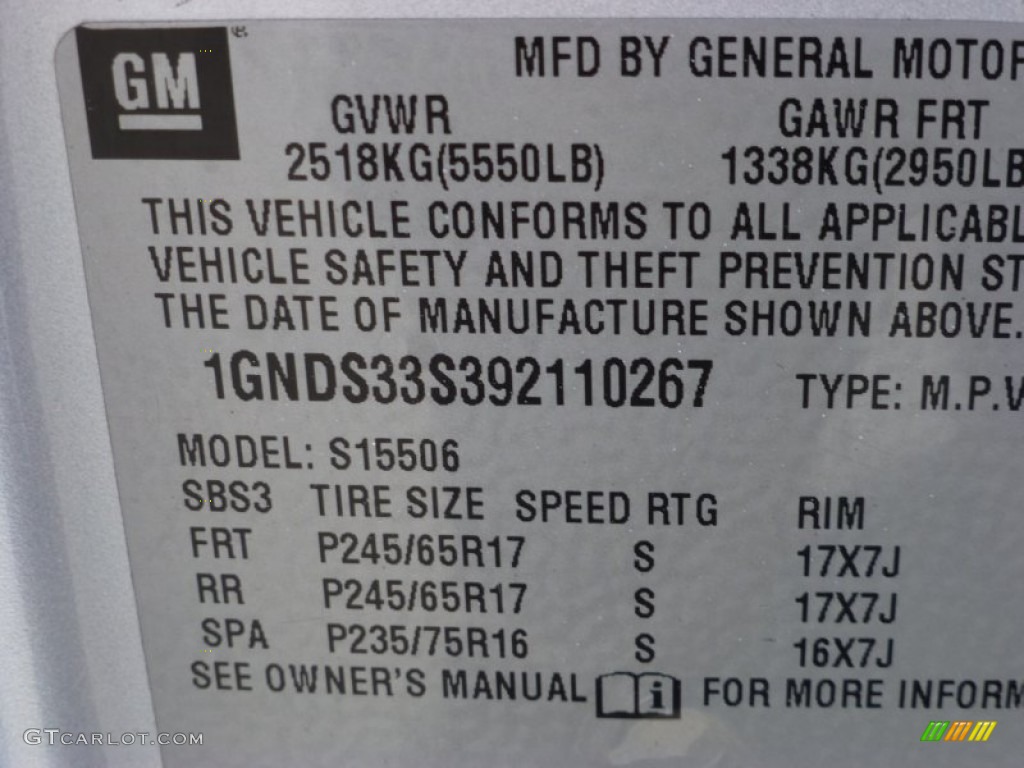 GM ®
MFD BY GENERAL MOTOR
GVWR GAWR FRT
2518KG(5550LB) 1338KG(2950LB
THIS VEHICLE CONFORMS TO ALL APPLICABL
VEHICLE SAFETY AND THEFT PREVENTION ST
THE DATE OF MANUFACTURE SHOWN ABOVE.
1GNDS33S392110267 TYPE: M.P.V
MODEL: S15506
SBS3 TIRE SIZE SPEED RTG RIM
FRT P245/65R17 S 17X7J
RR P245/65R17 S 17X7J
SPA P235/75R16 S 16X7J
SEE OWNER'S MANUAL i FOR MORE INFORM
GTCARLOT.COM